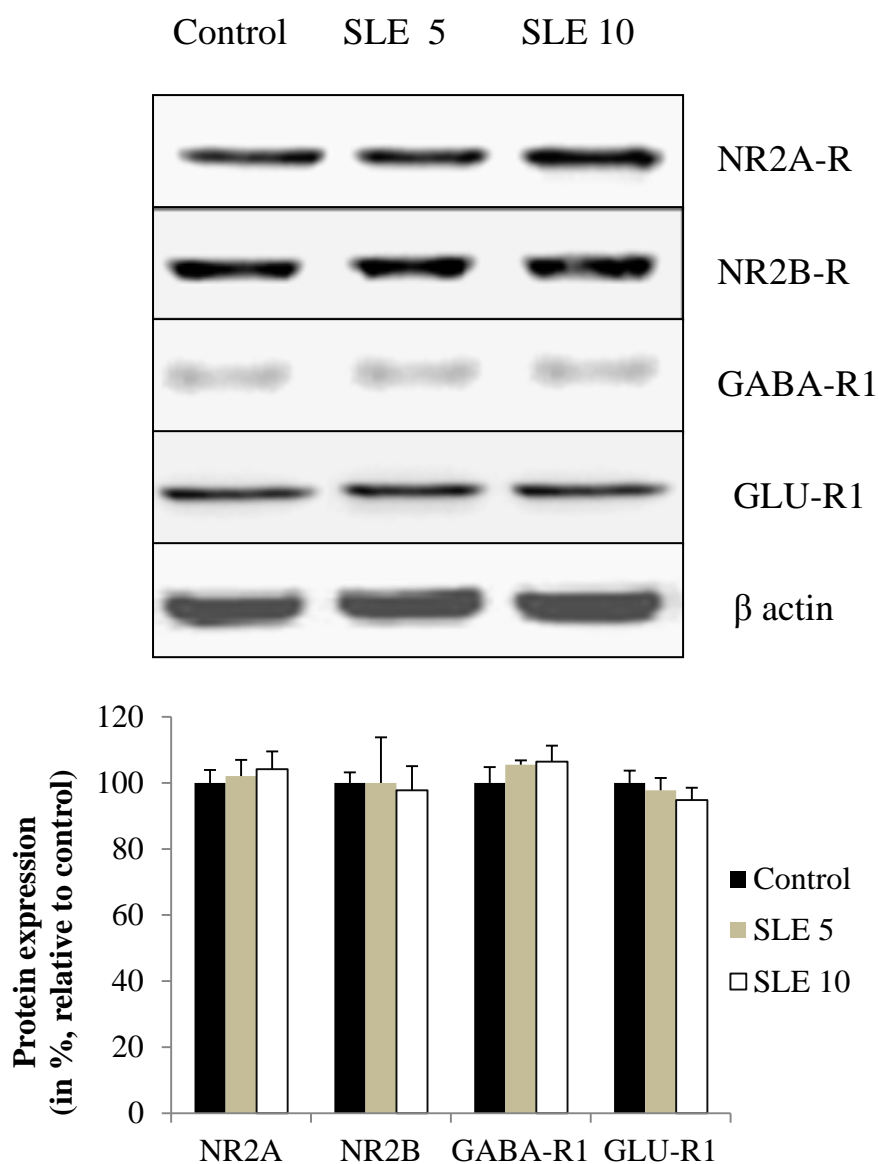 Control SLE 5 SLE 10
NR2A-R
NR2B-R
GABA-R1
GLU-R1
β actin
Protein expression
(in %, relative to control)
120
100
80
60
40
20
0
Control
SLE 5
SLE 10
NR2A NR2B GABA-R1 GLU-R1